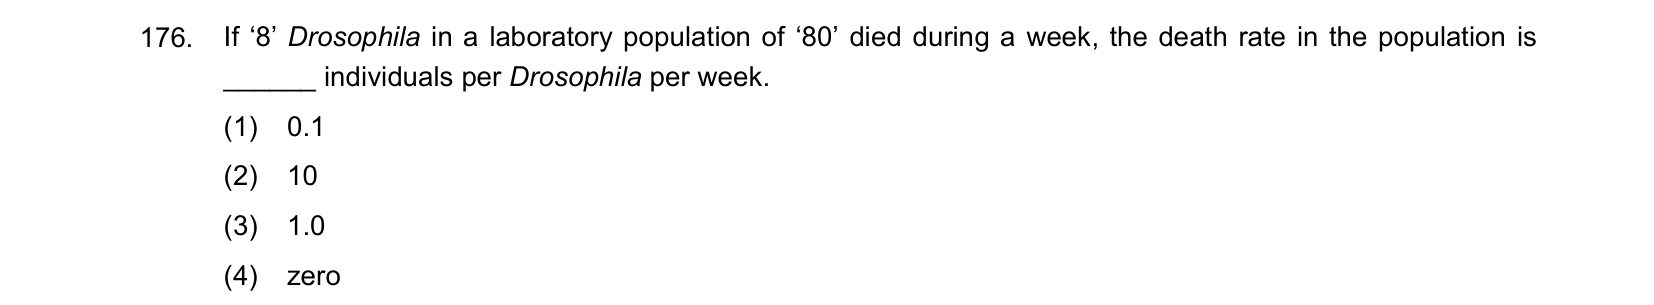 176. If ‘8’ Drosophila in a laboratory population of ‘80’ died during a week, the death rate in the population is
______ individuals per Drosophila per week.
(1) 0.1
(2) 10
(3) 1.0
(4) zero